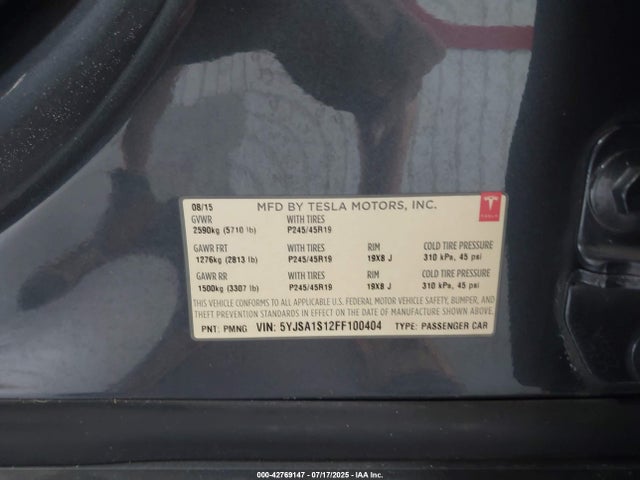 08/15 MFD BY TESLA MOTORS, INC.
GVWR WITH TIRES
2590kg (5710 lb) P245/45R19
TESLA
GAWR FRT WITH TIRES RIM COLD TIRE PRESSURE
1276kg (2813 lb) P245/45R19 19X8 J 310 kPa, 45 psi
GAWR RR WITH TIRES RIM COLD TIRE PRESSURE
1500kg (3307 lb) P245/45R19 19X8 J 310 kPa, 45 psi
THIS VEHICLE CONFORMS TO ALL APPLICABLE U.S. FEDERAL MOTOR VEHICLE SAFETY, BUMPER, AND
THEFT PREVENTION STANDARDS IN EFFECT ON THE DATE OF MANUFACTURE SHOWN ABOVE.
PNT: PMNG VIN: 5YJSA1S12FF100404 TYPE: PASSENGER CAR
000-42769147 - 07/17/2025 - IAA Inc.